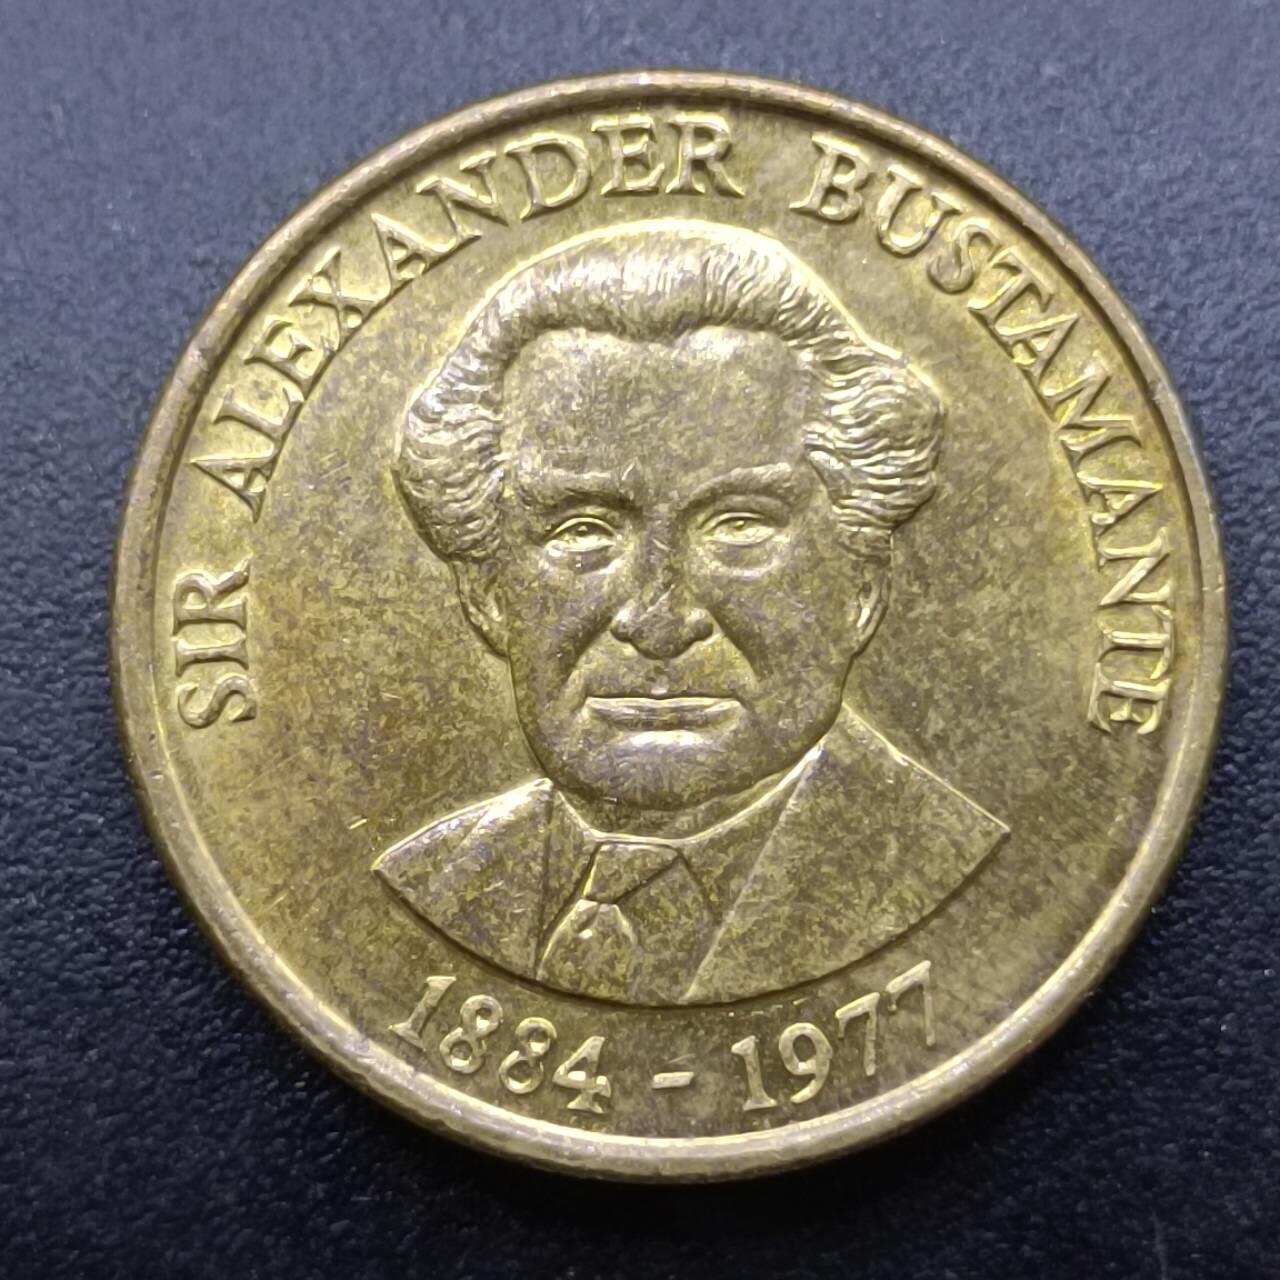 SIR ALEXANDER BUSTAMANTE
1884 - 1977